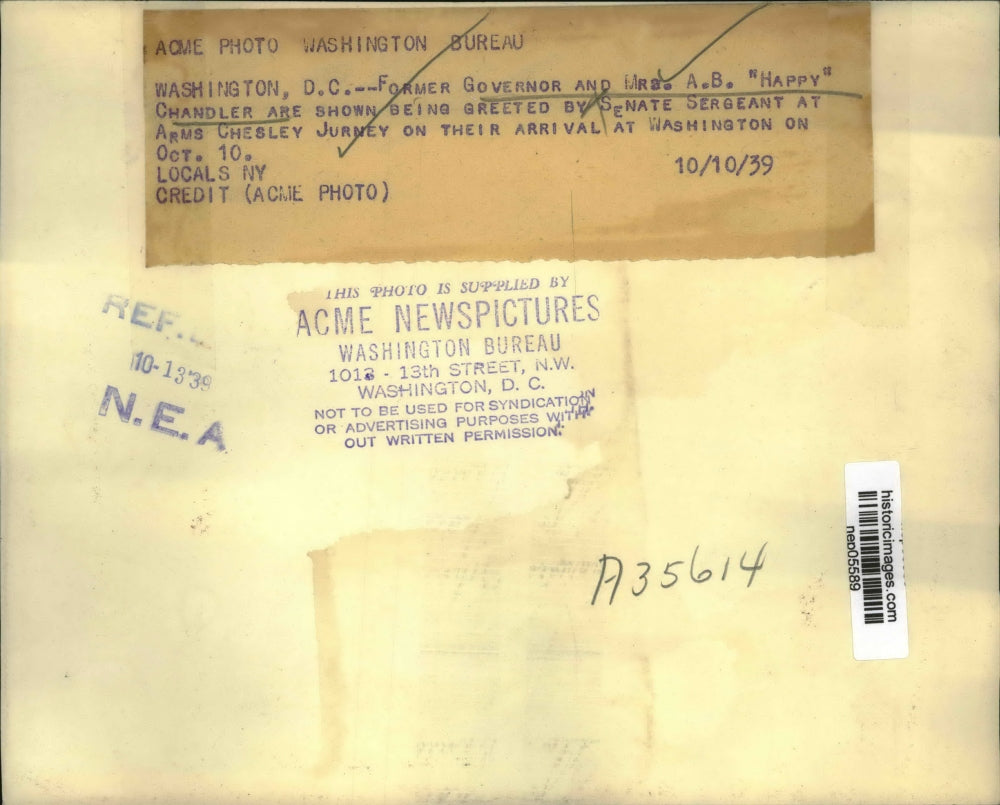 ACME PHOTO WASHINGTON BUREAU
WASHINGTON, D.C.--FORMER GOVERNOR AND MRS. A.B. "HAPPY"
CHANDLER ARE SHOWN BEING GREETED BY SENATE SERGEANT AT
ARMS CHESLEY JURNEY ON THEIR ARRIVAL AT WASHINGTON ON
OCT. 10.
LOCALS NY 10/10/39
CREDIT (ACME PHOTO)
THIS PHOTO IS SUPPLIED BY
ACME NEWSPICTURES
WASHINGTON BUREAU
1013 - 13th STREET, N.W.
WASHINGTON, D. C.
NOT TO BE USED FOR SYNDICATION
OR ADVERTISING PURPOSES WITH-
OUT WRITTEN PERMISSION.
REF.
10-13 39
N.E.A
A35614
historicimages.com
nep05589